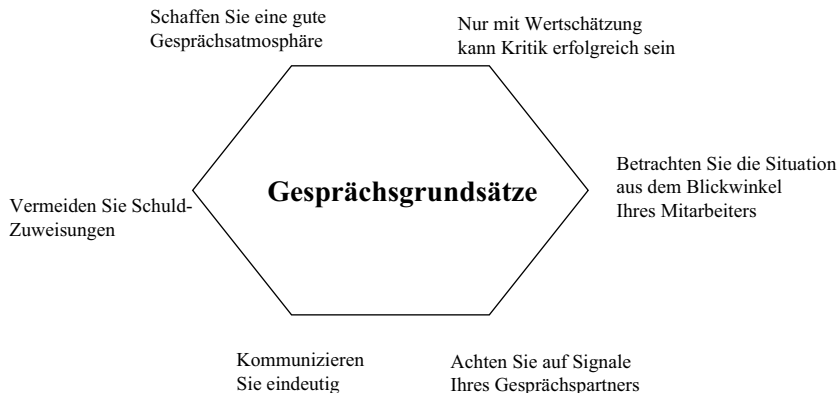 Schaffen Sie eine gute
Gesprächsatmosphäre
Nur mit Wertschätzung
kann Kritik erfolgreich sein
Betrachten Sie die Situation
aus dem Blickwinkel
Ihres Mitarbeiters
Gesprächsgrundsätze
Vermeiden Sie Schuld-
Zuweisungen
Kommunizieren
Sie eindeutig
Achten Sie auf Signale
Ihres Gesprächspartners